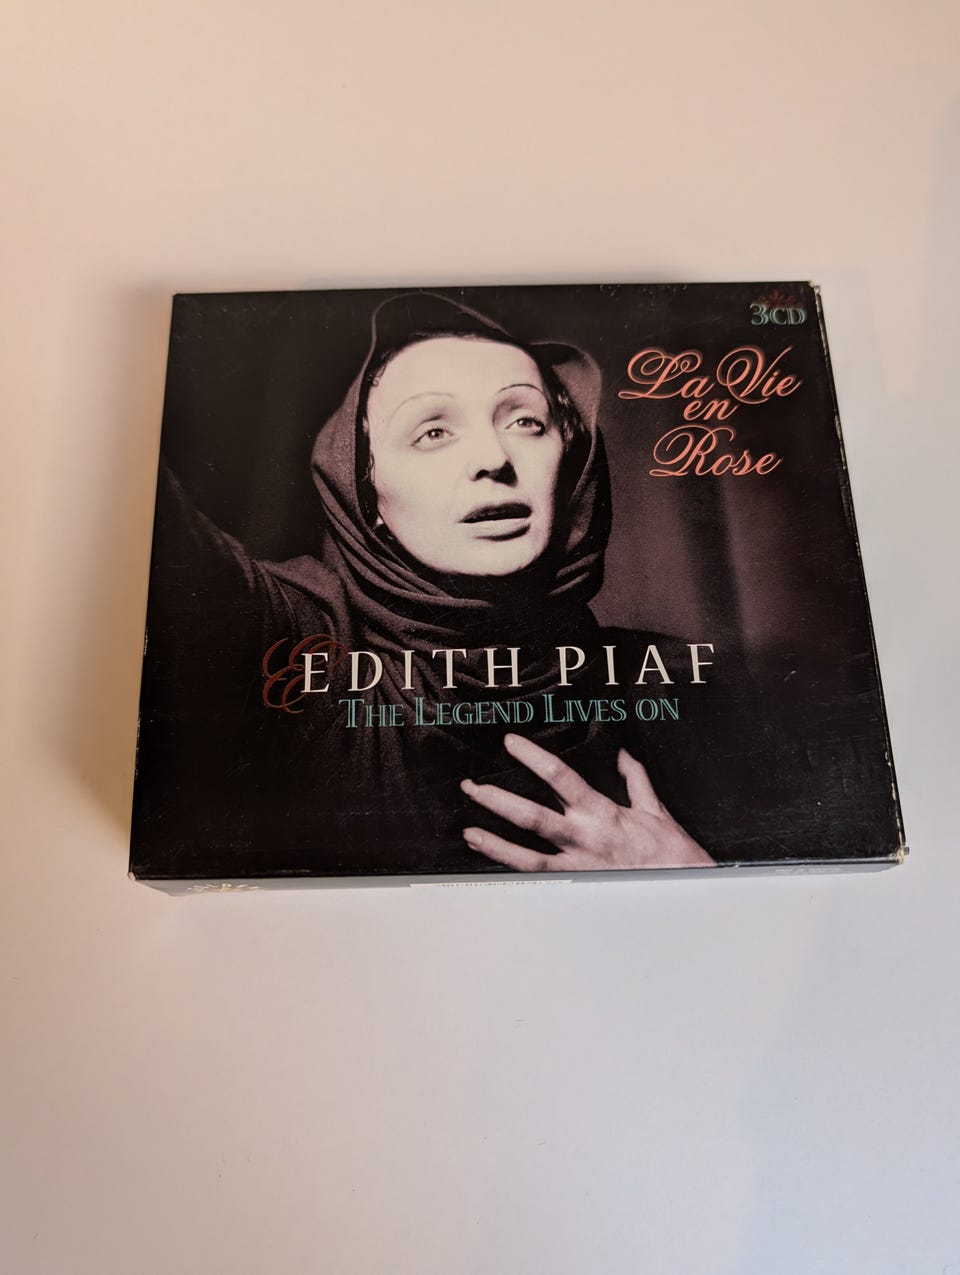 3CD
La Vie
en
Rose
EDITH PIAF
THE LEGEND LIVES ON